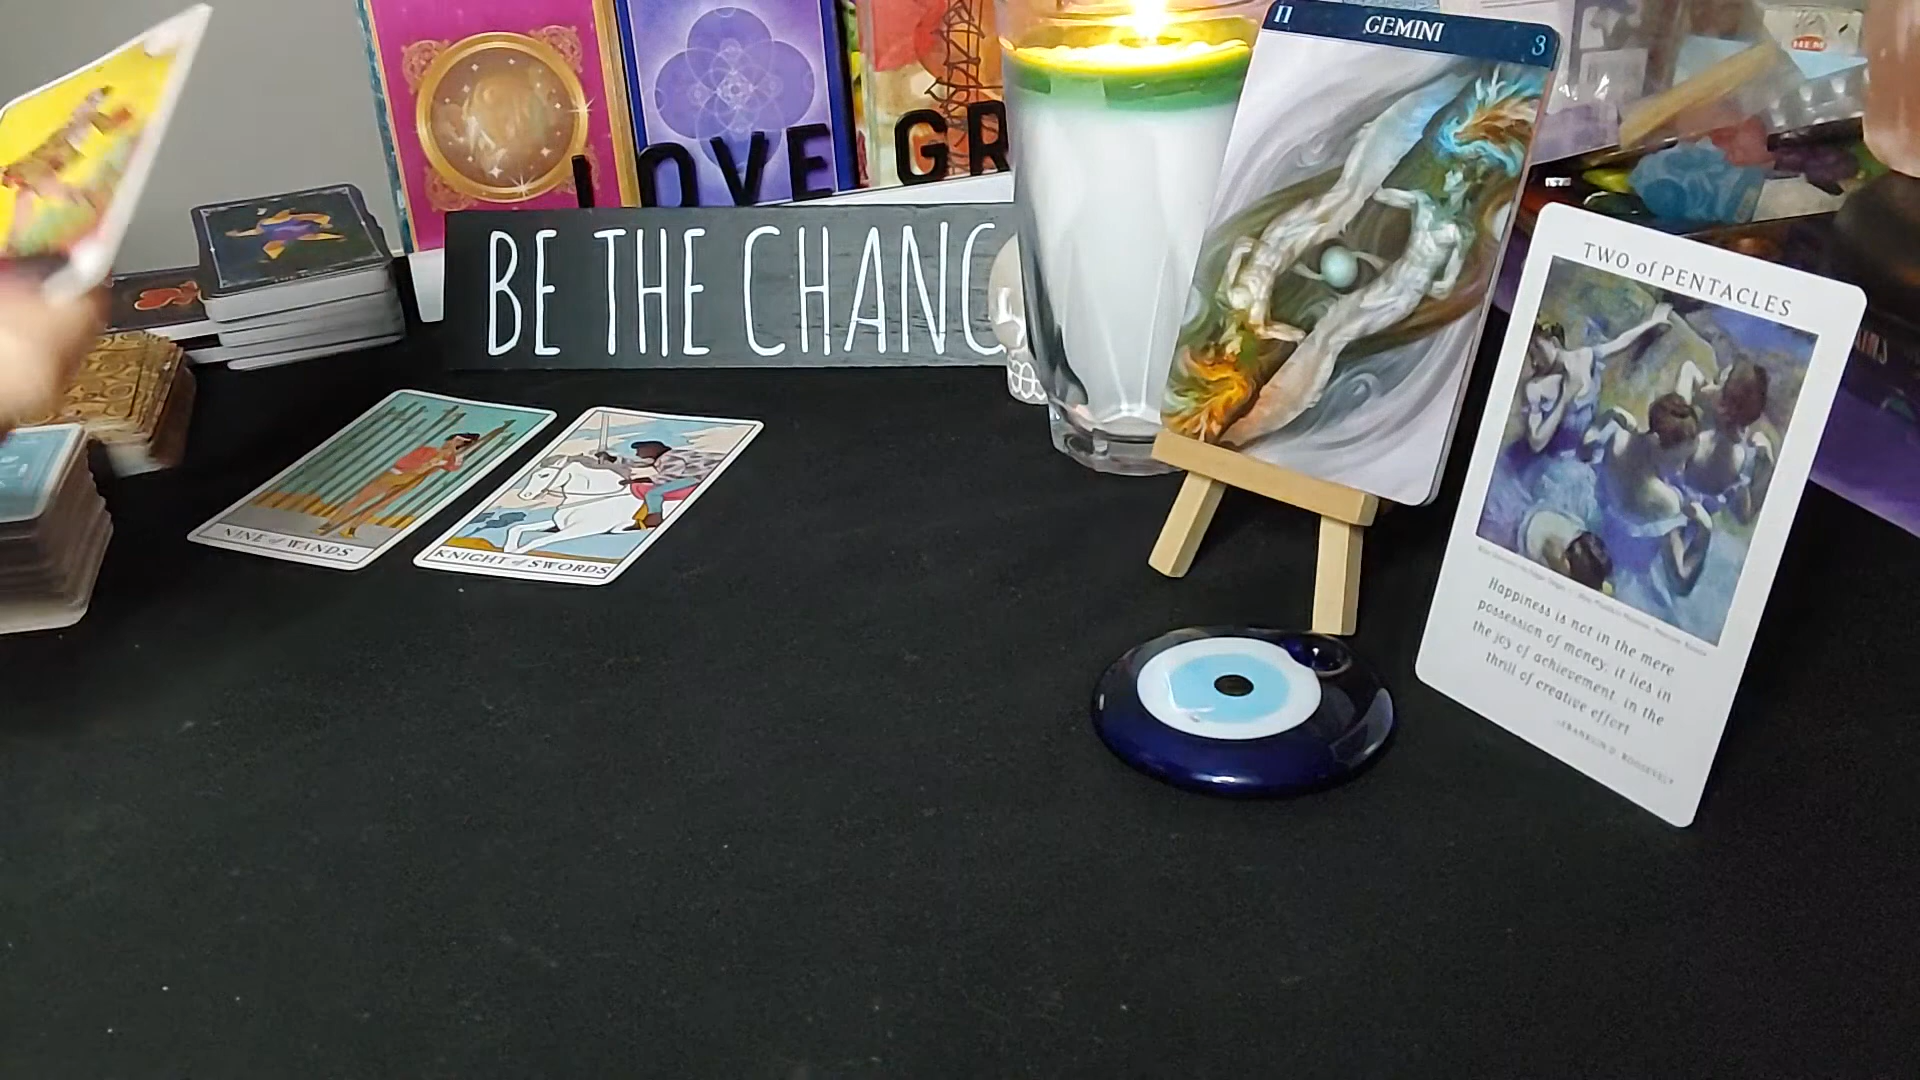 LOVE GR
BE THE CHANC
II GEMINI 3
HEM
TWO of PENTACLES
Happiness is not in the mere
possession of money; it lies in
the joy of achievement, in the
thrill of creative effort
—FRANKLIN D. ROOSEVELT
NINE of WANDS
KNIGHT of SWORDS